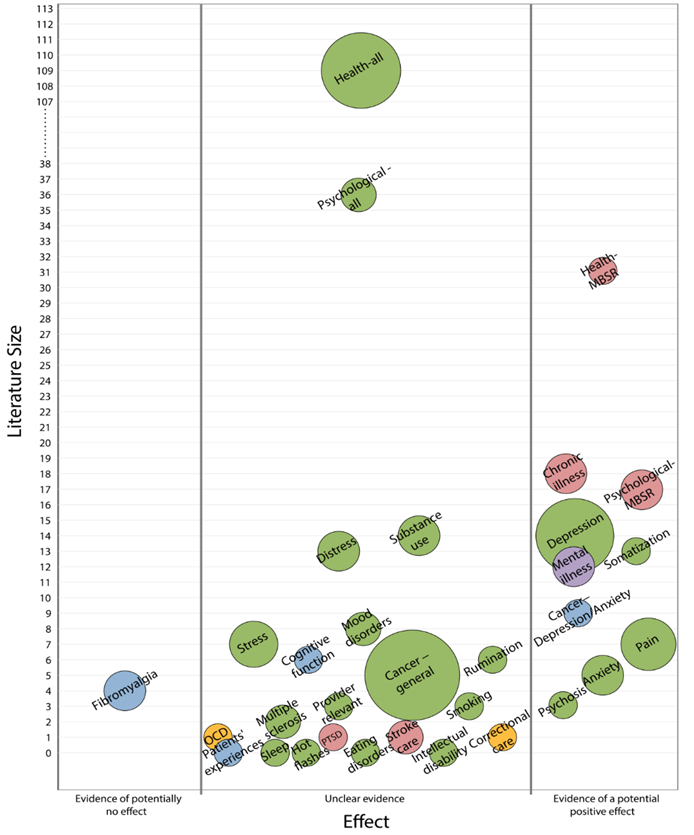 113
112
111
110
109
108
107
38
37
36
35
34
33
32
31
30
29
28
27
26
25
24
23
22
21
20
19
18
17
16
15
14
13
12
11
10
9
8
7
6
5
4
3
2
1
0
Literature Size
Health-all
Psychological -
all
Health-
MBSR
Chronic
illness
Psychological-
MBSR
Depression
Mental
illness
Somatization
Substance
use
Distress
Cancer–
Depression/Anxiety
Mood
disorders
Stress
Cognitive
function
Cancer –
general
Rumination
Pain
Anxiety
Psychosis
Fibromyalgia
Multiple
sclerosis
Provider
relevant
Smoking
OCD
Patients'
experiences
Sleep
Hot
flashes
PTSD
Eating
disorders
Stroke
care
Intellectual
disability
Correctional
care
Evidence of potentially
no effect
Unclear evidence
Evidence of a potential
positive effect
Effect